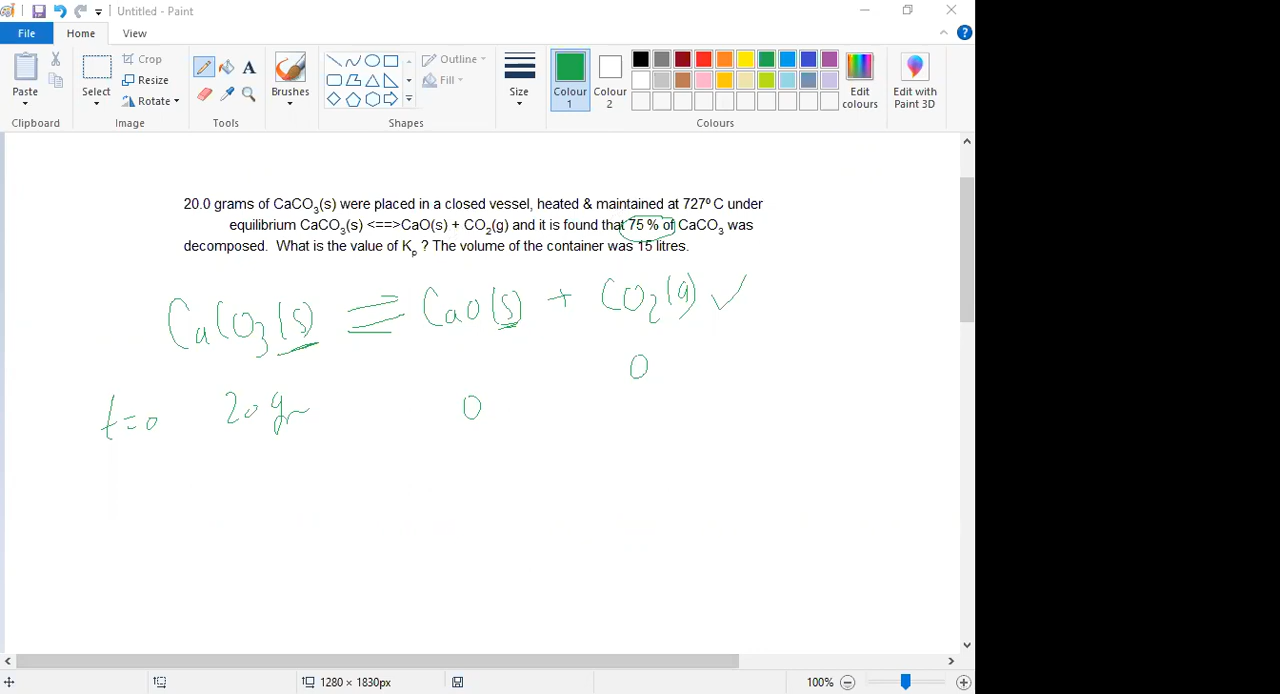 Untitled - Paint
File Home View
Paste
Clipboard
Select
Crop
Resize
Rotate
Image
A
Tools
Brushes
Outline
Fill
Shapes
Size
Colour 1
Colour 2
Edit colours
Colours
Edit with Paint 3D
20.0 grams of CaCO₃(s) were placed in a closed vessel, heated & maintained at 727⁰ C under
equilibrium CaCO₃(s) <==>CaO(s) + CO₂(g) and it is found that 75 % of CaCO₃ was
decomposed. What is the value of Kₚ ? The volume of the container was 15 litres.
CaCO₃(s) ⇌ CaO(s) + CO₂(g) ✓
0
t=0 20 gm 0
1280 × 1830px
100%